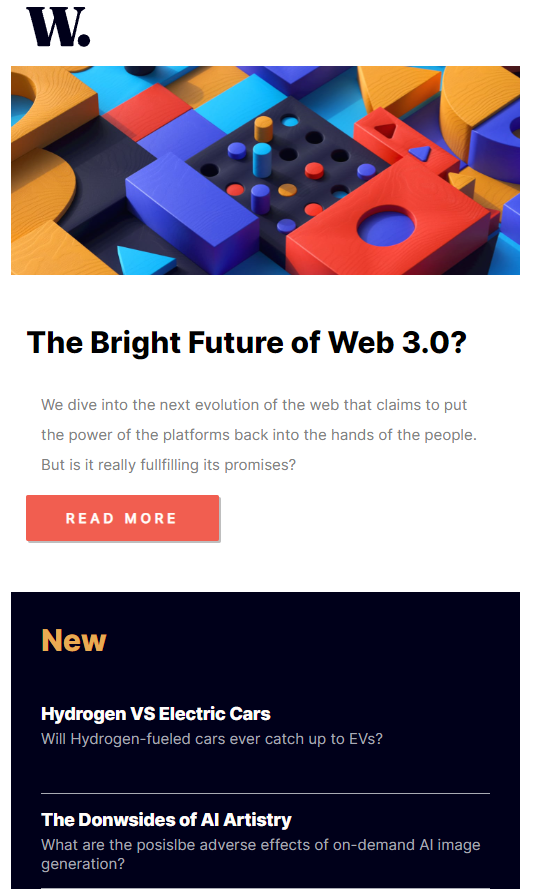 W.
The Bright Future of Web 3.0?
We dive into the next evolution of the web that claims to put
the power of the platforms back into the hands of the people.
But is it really fullfilling its promises?
READ MORE
New
Hydrogen VS Electric Cars
Will Hydrogen-fueled cars ever catch up to EVs?
The Donwsides of AI Artistry
What are the posislbe adverse effects of on-demand AI image
generation?